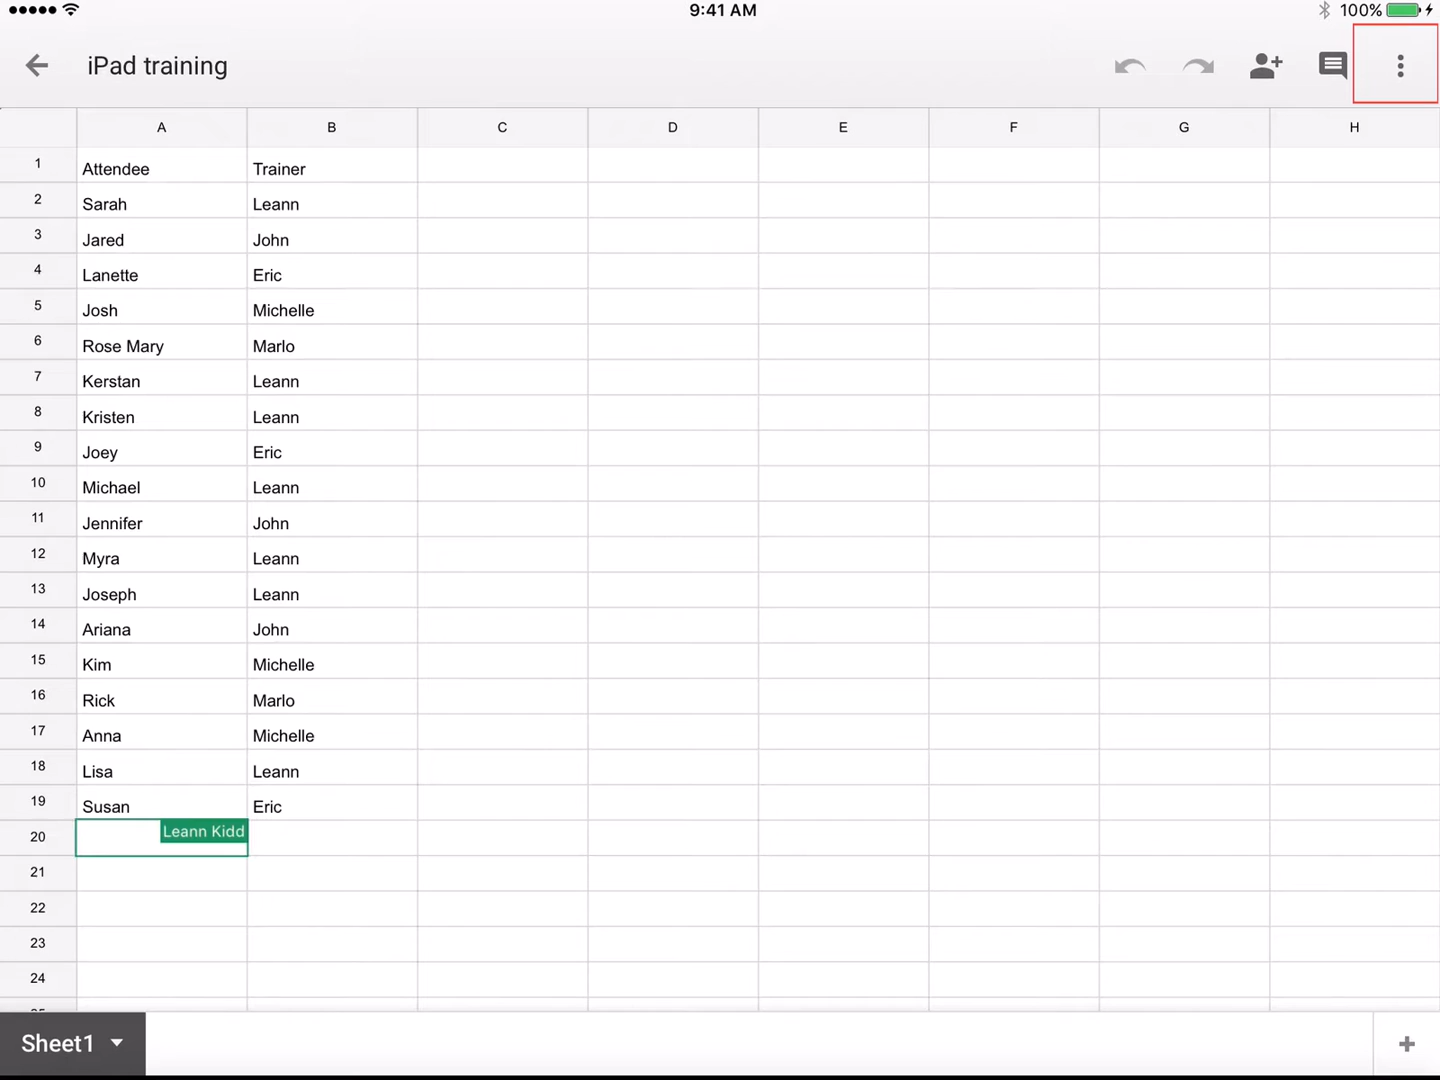 9:41 AM 100%
iPad training
A B C D E F G H
1 Attendee Trainer
2 Sarah Leann
3 Jared John
4 Lanette Eric
5 Josh Michelle
6 Rose Mary Marlo
7 Kerstan Leann
8 Kristen Leann
9 Joey Eric
10 Michael Leann
11 Jennifer John
12 Myra Leann
13 Joseph Leann
14 Ariana John
15 Kim Michelle
16 Rick Marlo
17 Anna Michelle
18 Lisa Leann
19 Susan Eric
20 Leann Kidd
21
22
23
24
Sheet1